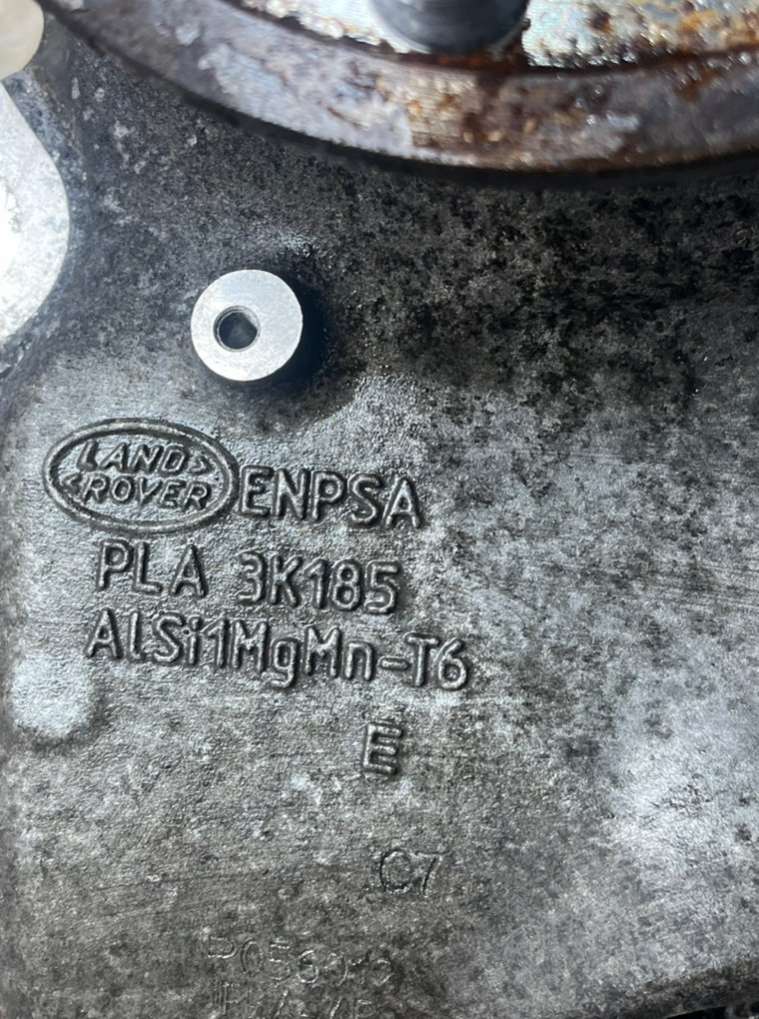 LAND
ROVER
ENPSA
PLA 3K185
ALSi1MgMn-T6
E
C7